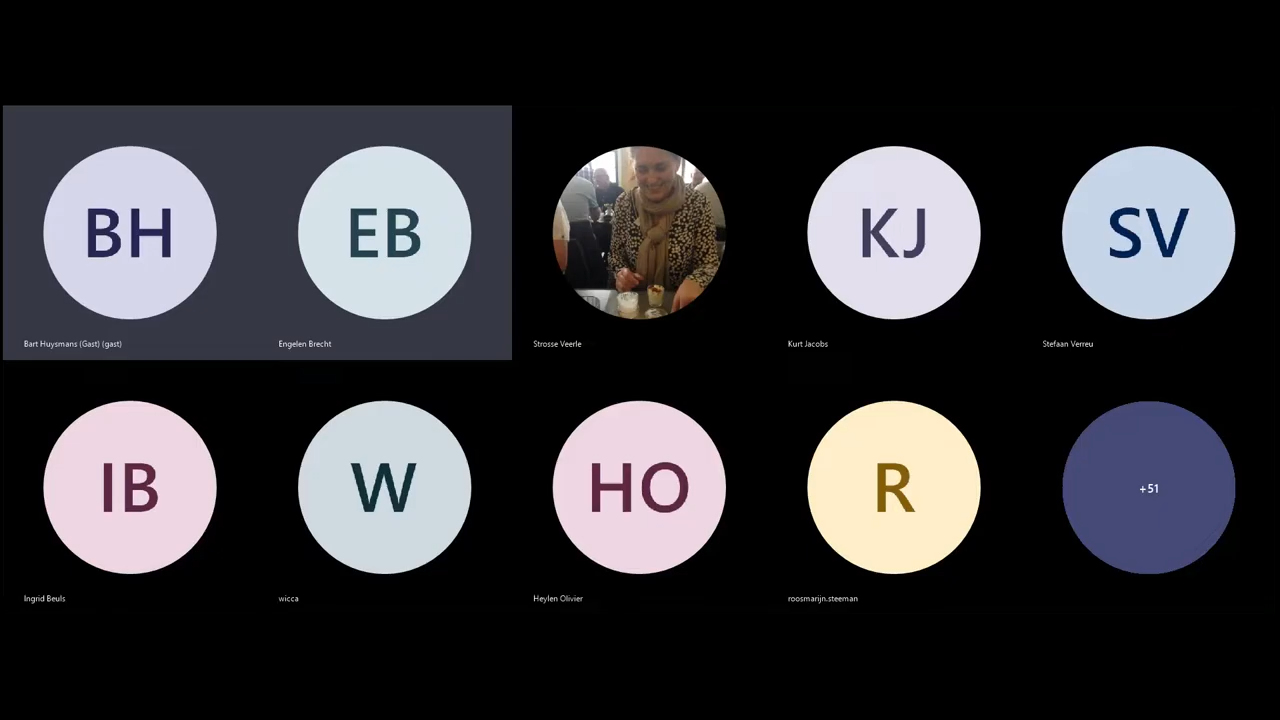 BH
EB
KJ
SV
Bart Huysmans (Gast) (gast)
Engelen Brecht
Strosse Veerle
Kurt Jacobs
Stefaan Verreu
IB
W
HO
R
+51
Ingrid Beuls
wicca
Heylen Olivier
roosmarijn.steeman